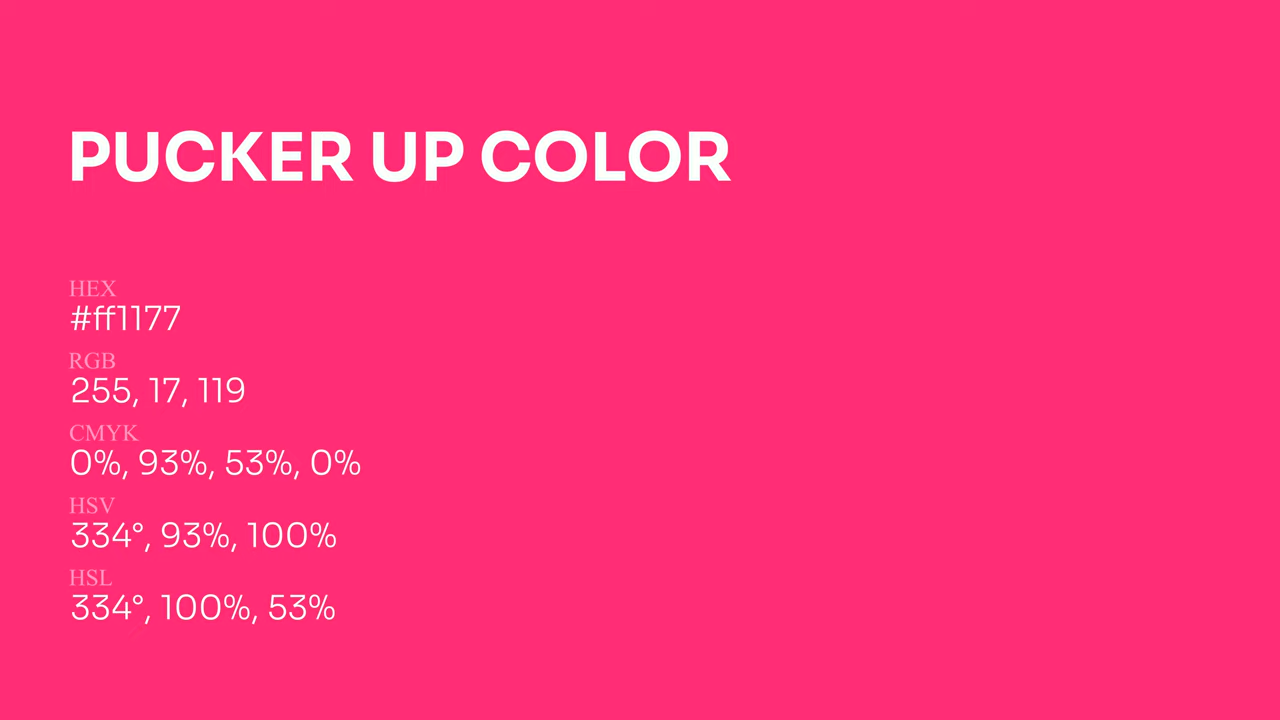 PUCKER UP COLOR
HEX
#ff1177
RGB
255, 17, 119
CMYK
0%, 93%, 53%, 0%
HSV
334°, 93%, 100%
HSL
334°, 100%, 53%